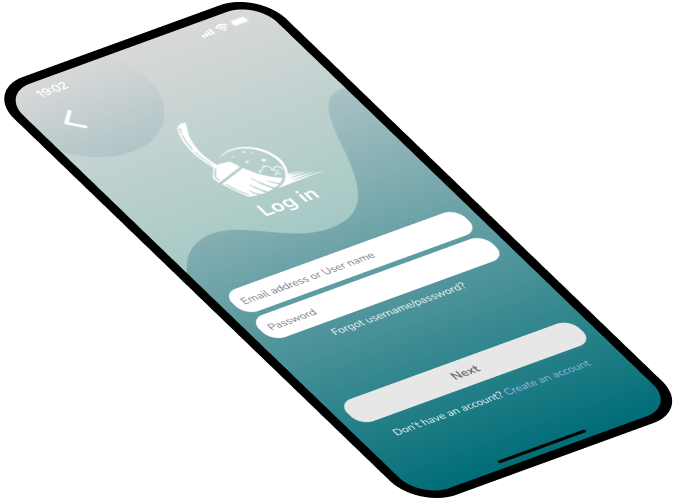 19:02
Log in
Email address or User name
Password
Forgot username/password?
Next
Don't have an account? Create an account